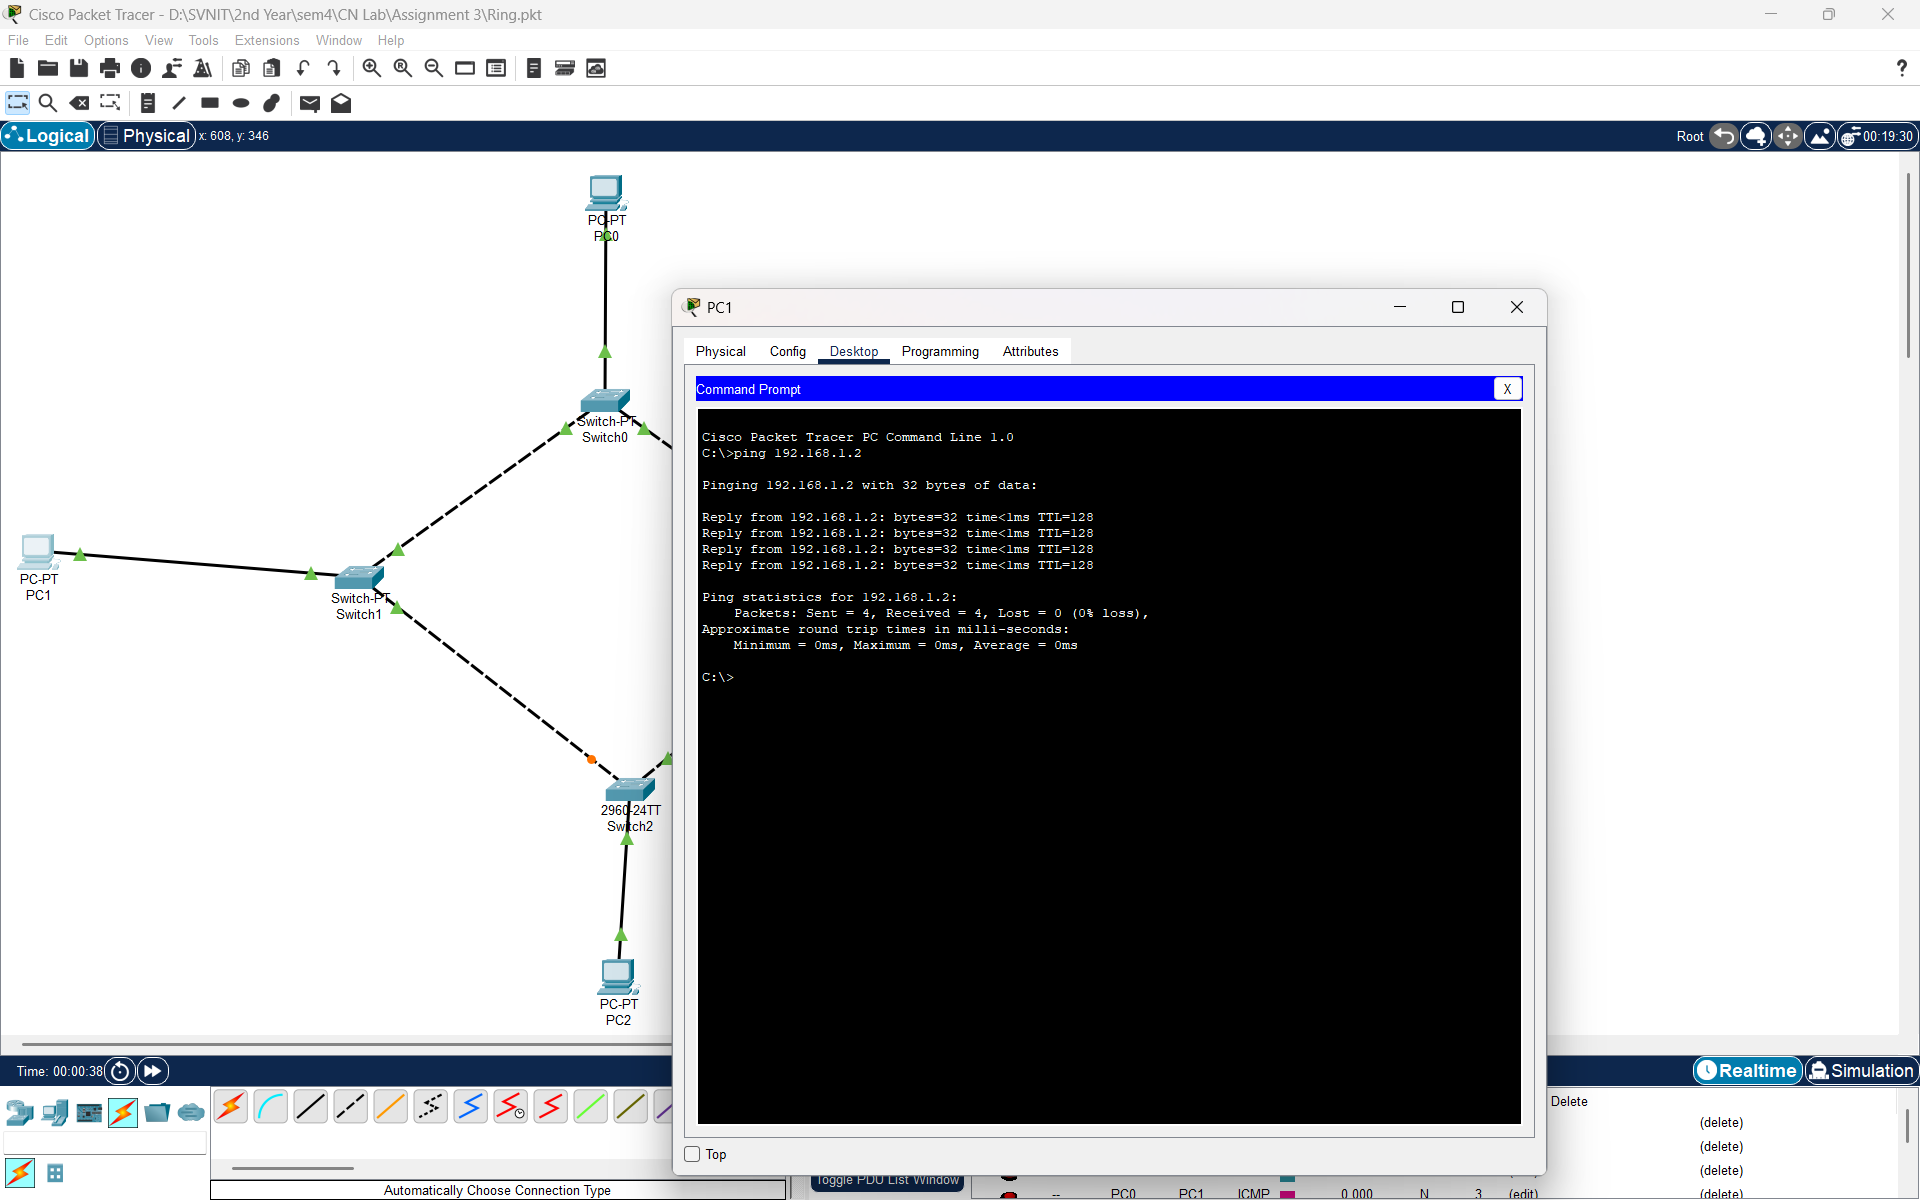 Cisco Packet Tracer - D:\SVNIT\2nd Year\sem4\CN Lab\Assignment 3\Ring.pkt
File Edit Options View Tools Extensions Window Help
?
Logical Physical x: 608, y: 346 Root 00:19:30
PC-PT
PC0
Switch-PT
Switch0
PC-PT
PC1
Switch-PT
Switch1
2960-24TT
Switch2
PC-PT
PC2
PC1
Physical Config Desktop Programming Attributes
Command Prompt X
Cisco Packet Tracer PC Command Line 1.0
C:\>ping 192.168.1.2
Pinging 192.168.1.2 with 32 bytes of data:
Reply from 192.168.1.2: bytes=32 time<1ms TTL=128
Reply from 192.168.1.2: bytes=32 time<1ms TTL=128
Reply from 192.168.1.2: bytes=32 time<1ms TTL=128
Reply from 192.168.1.2: bytes=32 time<1ms TTL=128
Ping statistics for 192.168.1.2:
Packets: Sent = 4, Received = 4, Lost = 0 (0% loss),
Approximate round trip times in milli-seconds:
Minimum = 0ms, Maximum = 0ms, Average = 0ms
C:\>
Top
Time: 00:00:38 Realtime Simulation
Delete
(delete)
(delete)
(delete)
Toggle PDU List Window
-- PC0 PC1 ICMP 0.000 N 3 (edit) (delete)
Automatically Choose Connection Type